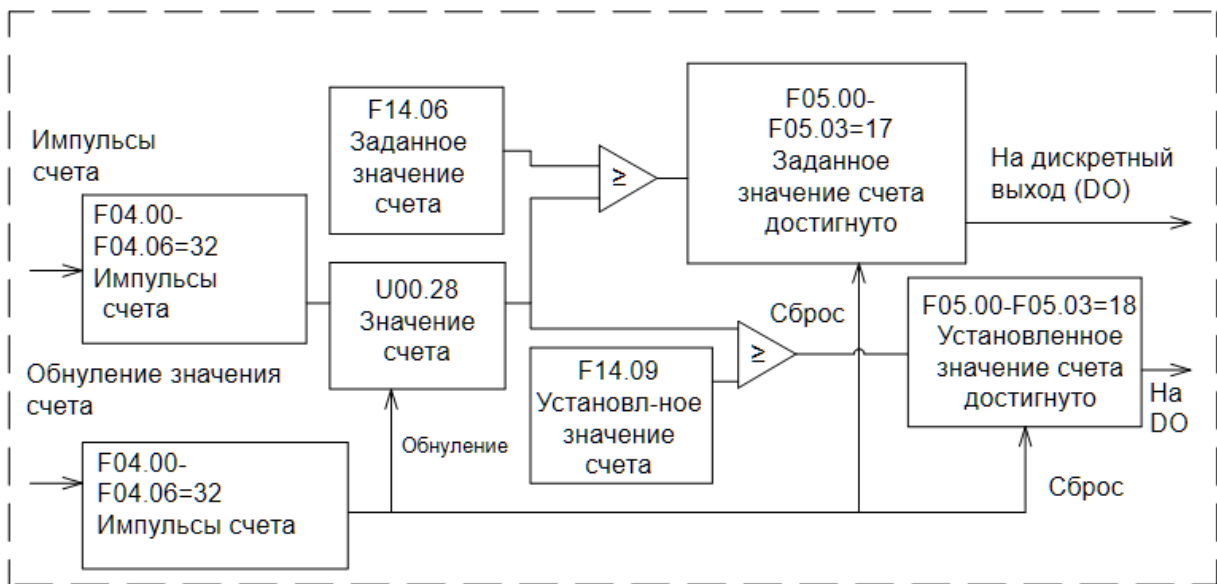 Импульсы
счета
F04.00-
F04.06=32
Импульсы
счета
F14.06
Заданное
значение
счета
≥
F05.00-
F05.03=17
Заданное
значение счета
достигнуто
На дискретный
выход (DO)
U00.28
Значение
счета
Сброс
≥
F14.09
Установл-ное
значение
счета
F05.00-F05.03=18
Установленное
значение счета
достигнуто
На
DO
Обнуление значения
счета
Обнуление
F04.00-
F04.06=32
Импульсы счета
Сброс